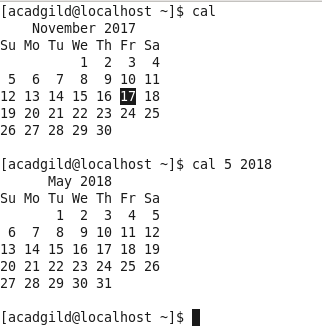 [acadgild@localhost ~]$ cal
    November 2017
Su Mo Tu We Th Fr Sa
          1  2  3  4
 5  6  7  8  9 10 11
12 13 14 15 16 17 18
19 20 21 22 23 24 25
26 27 28 29 30

[acadgild@localhost ~]$ cal 5 2018
      May 2018
Su Mo Tu We Th Fr Sa
       1  2  3  4  5
 6  7  8  9 10 11 12
13 14 15 16 17 18 19
20 21 22 23 24 25 26
27 28 29 30 31

[acadgild@localhost ~]$